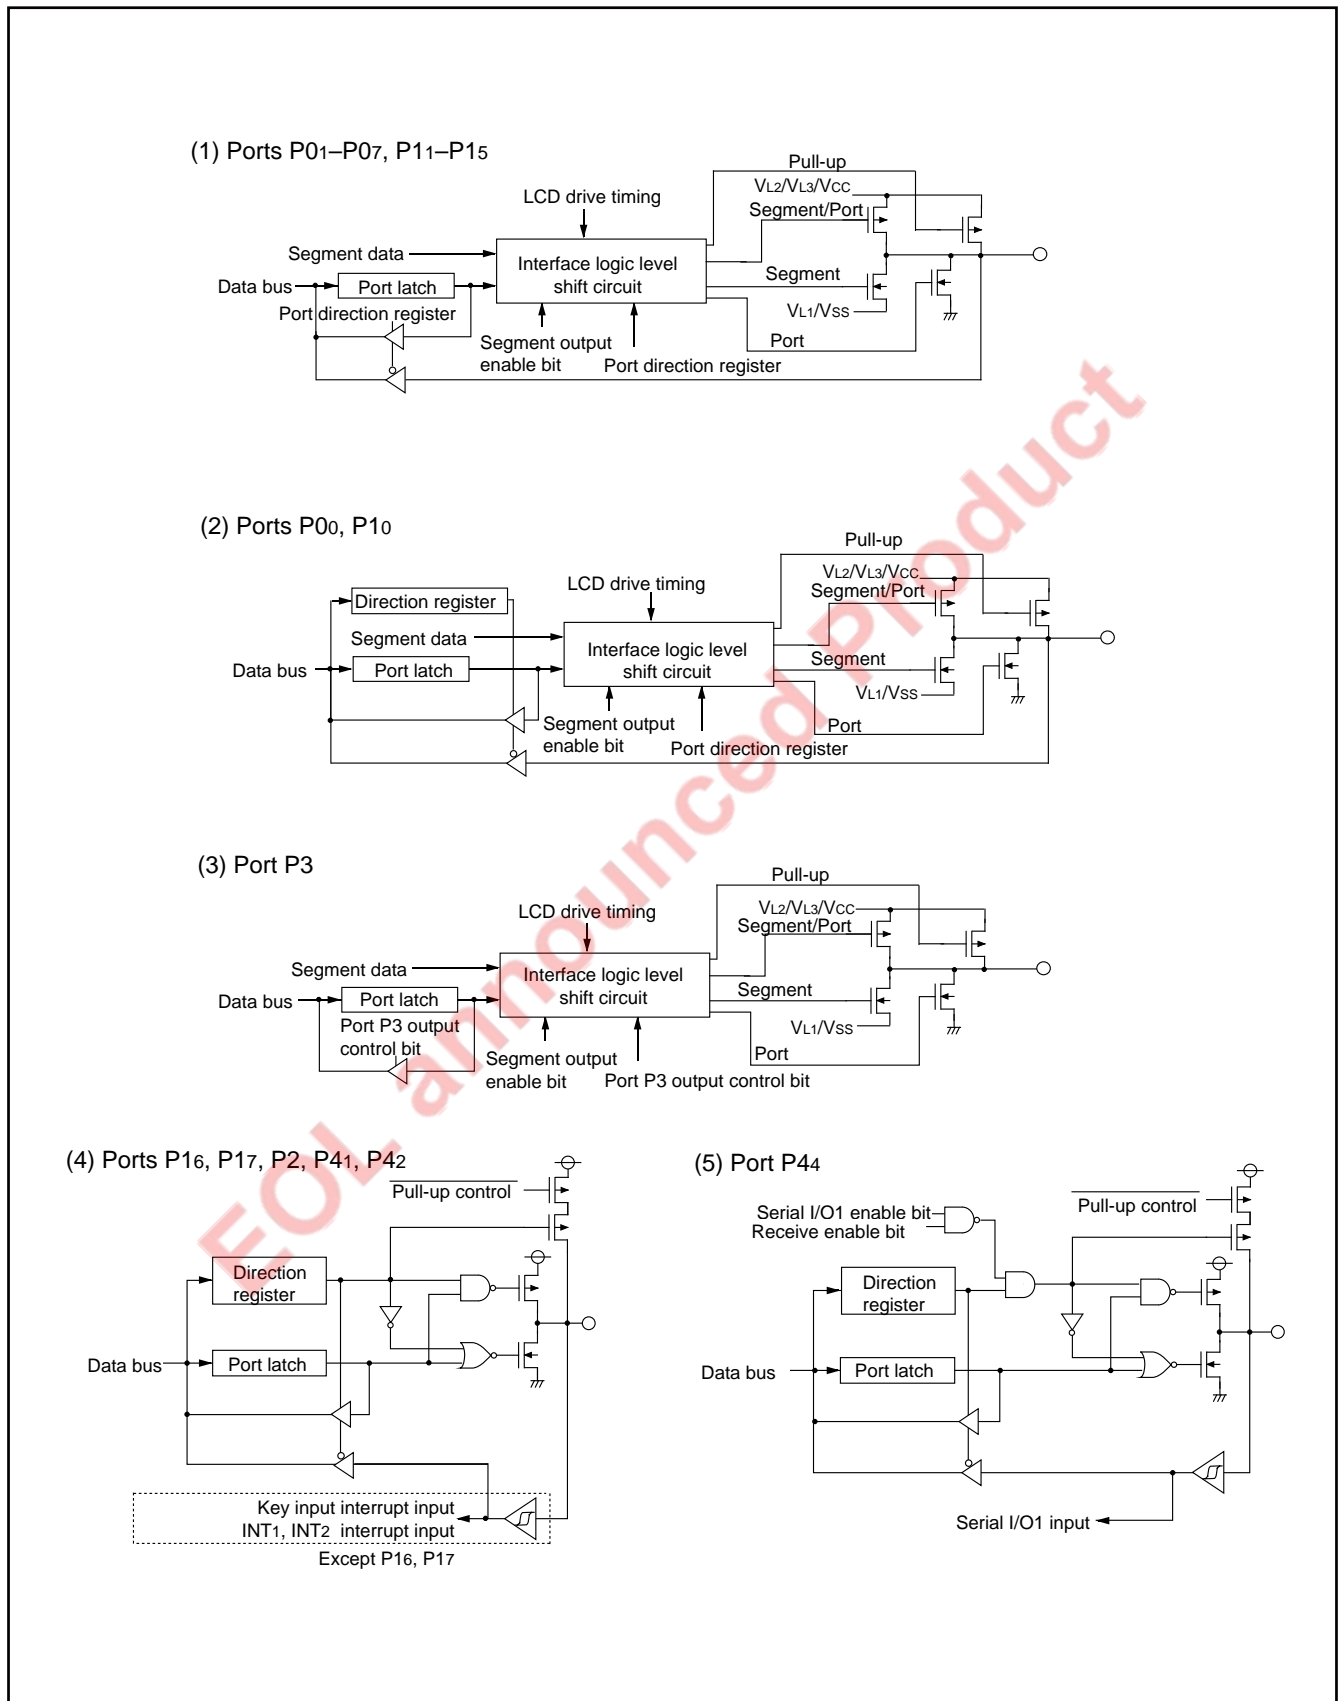 (1) Ports P01–P07, P11–P15
Pull-up
VL2/VL3/VCC
LCD drive timing
Segment/Port
Segment data
Interface logic level
shift circuit
Segment
Data bus
Port latch
VL1/VSS
Port direction register
Segment output
enable bit
Port direction register
Port
(2) Ports P00, P10
Pull-up
VL2/VL3/VCC
LCD drive timing
Segment/Port
Direction register
Segment data
Interface logic level
shift circuit
Segment
Data bus
Port latch
VL1/VSS
Segment output
enable bit
Port direction register
Port
(3) Port P3
Pull-up
VL2/VL3/VCC
LCD drive timing
Segment/Port
Segment data
Interface logic level
shift circuit
Segment
Data bus
Port latch
VL1/VSS
Port P3 output
control bit
Segment output
enable bit
Port P3 output control bit
Port
(4) Ports P16, P17, P2, P41, P42
Pull-up control
Direction
register
Data bus
Port latch
Key input interrupt input
INT1, INT2 interrupt input
Except P16, P17
(5) Port P44
Pull-up control
Serial I/O1 enable bit
Receive enable bit
Direction
register
Data bus
Port latch
Serial I/O1 input
EOL announced Product